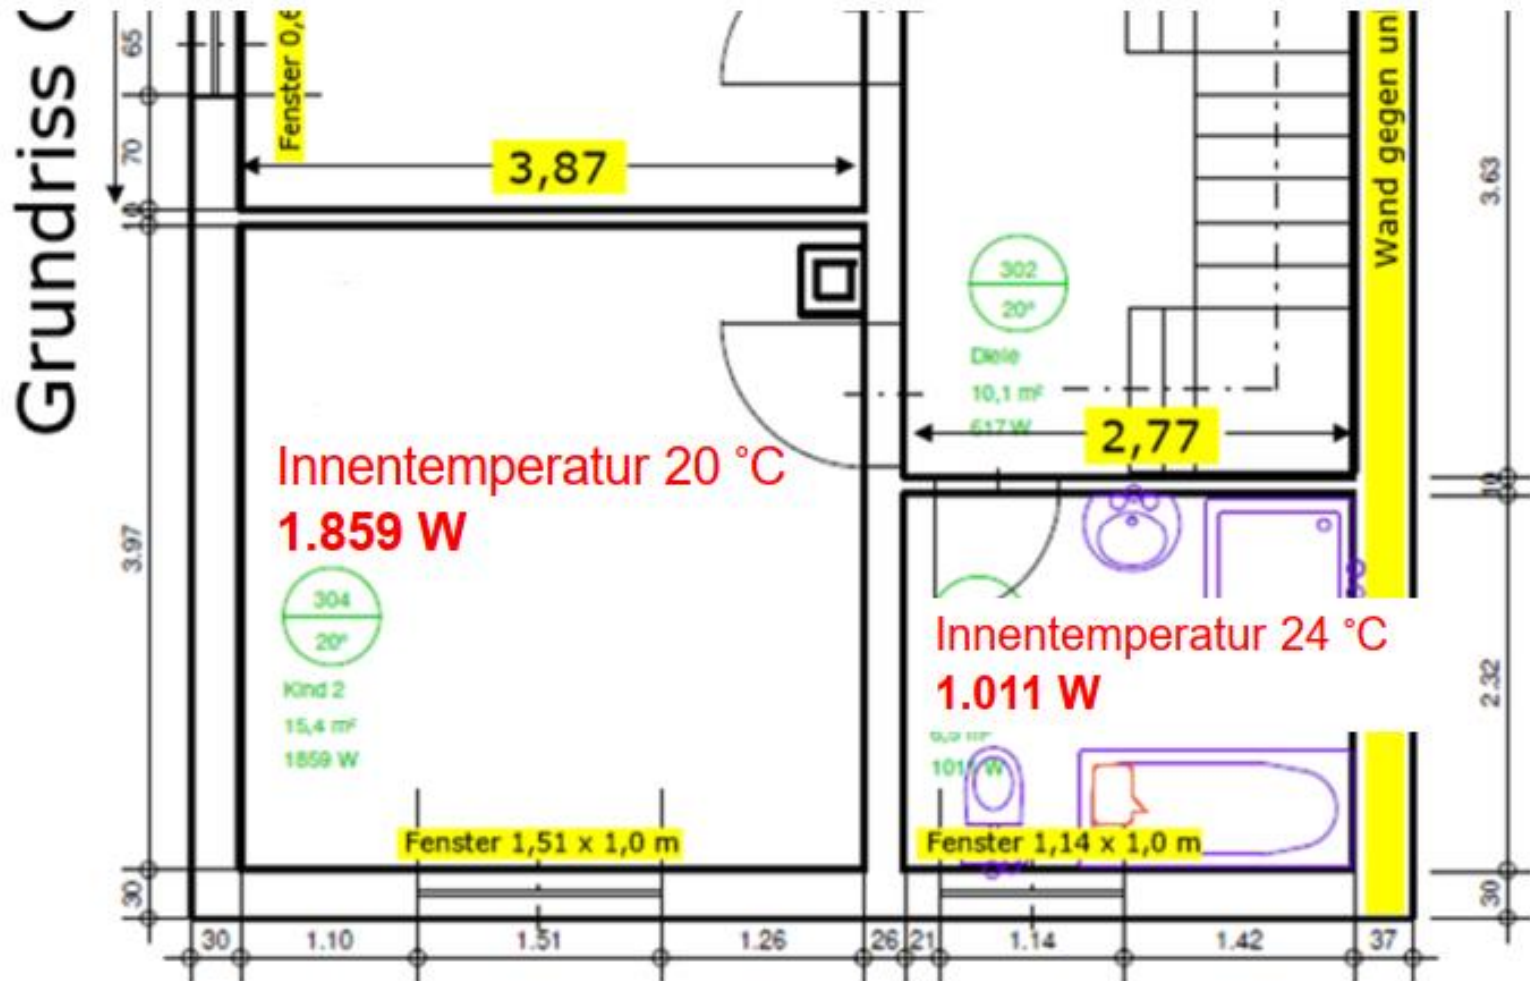 Grundriss
65
Fenster 0,6
70
10
3,87
Wand gegen un
3.63
302
20°
Diele
10,1 m²
617 W
2,77
10
Innentemperatur 20 °C
1.859 W
3.97
304
20°
Kind 2
15,4 m²
1859 W
Innentemperatur 24 °C
1.011 W
1011 W
2.32
Fenster 1,51 x 1,0 m
Fenster 1,14 x 1,0 m
30
30
30
1.10
1.51
1.26
26
21
1.14
1.42
37